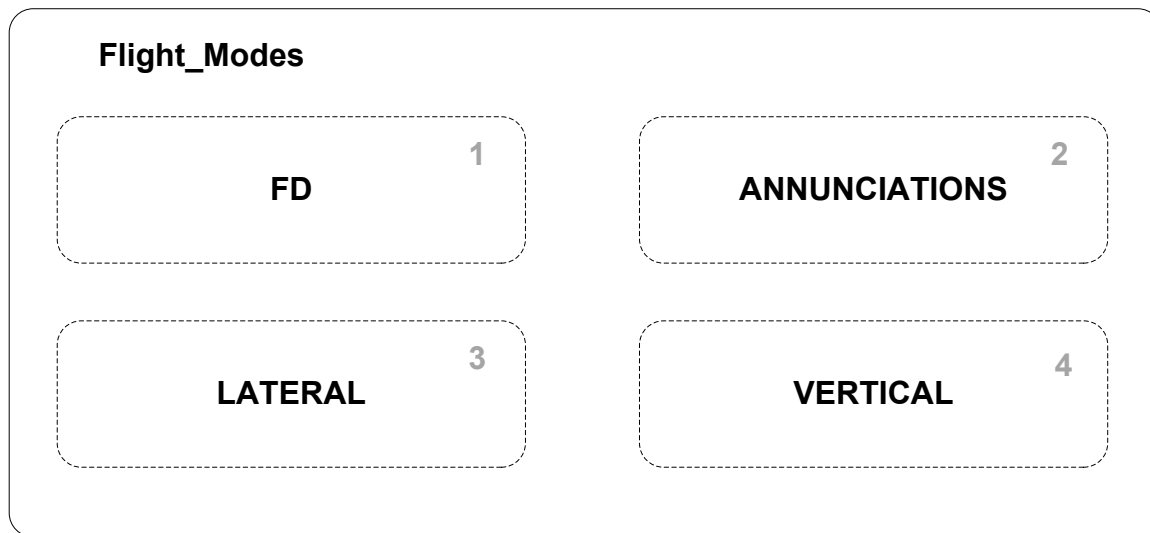 Flight_Modes
1
FD
2
ANNUNCIATIONS
3
LATERAL
4
VERTICAL